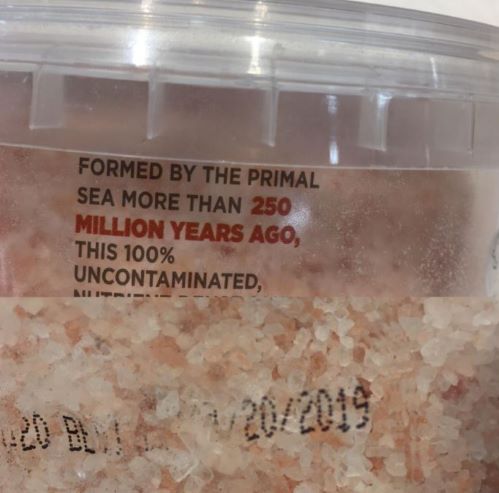 FORMED BY THE PRIMAL
SEA MORE THAN 250
MILLION YEARS AGO,
THIS 100%
UNCONTAMINATED,
20/2019